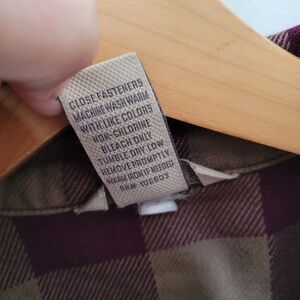 CLOSE FASTENERS
MACHINE WASH WARM
WITH LIKE COLORS
NON-CHLORINE
BLEACH ONLY
TUMBLE DRY LOW
REMOVE PROMPTLY
WARM IRON IF NEEDED
RN# 106603